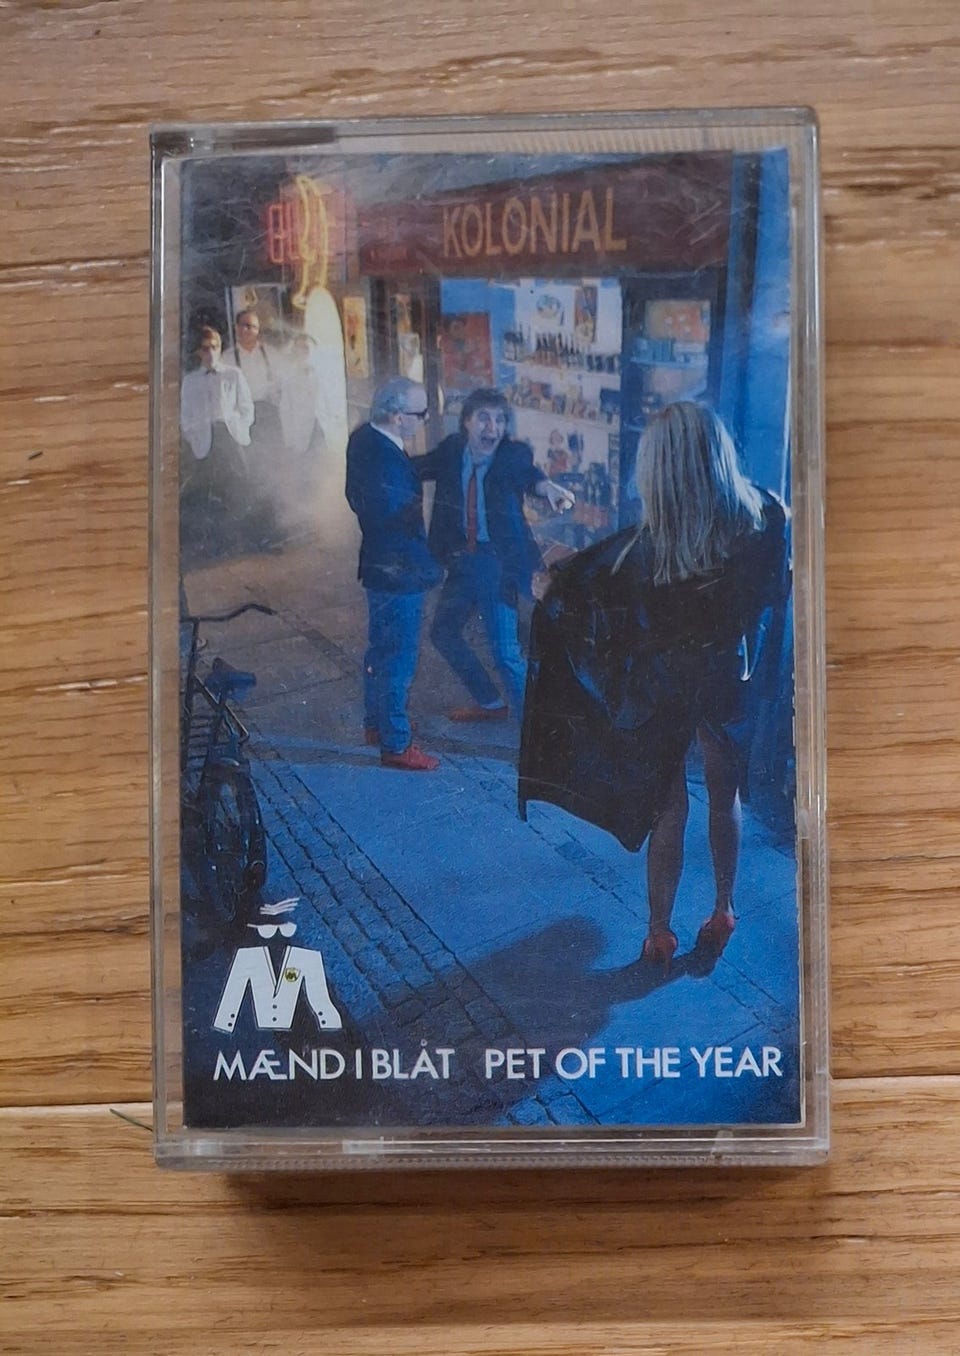 KOLONIAL
MÆND I BLÅT PET OF THE YEAR